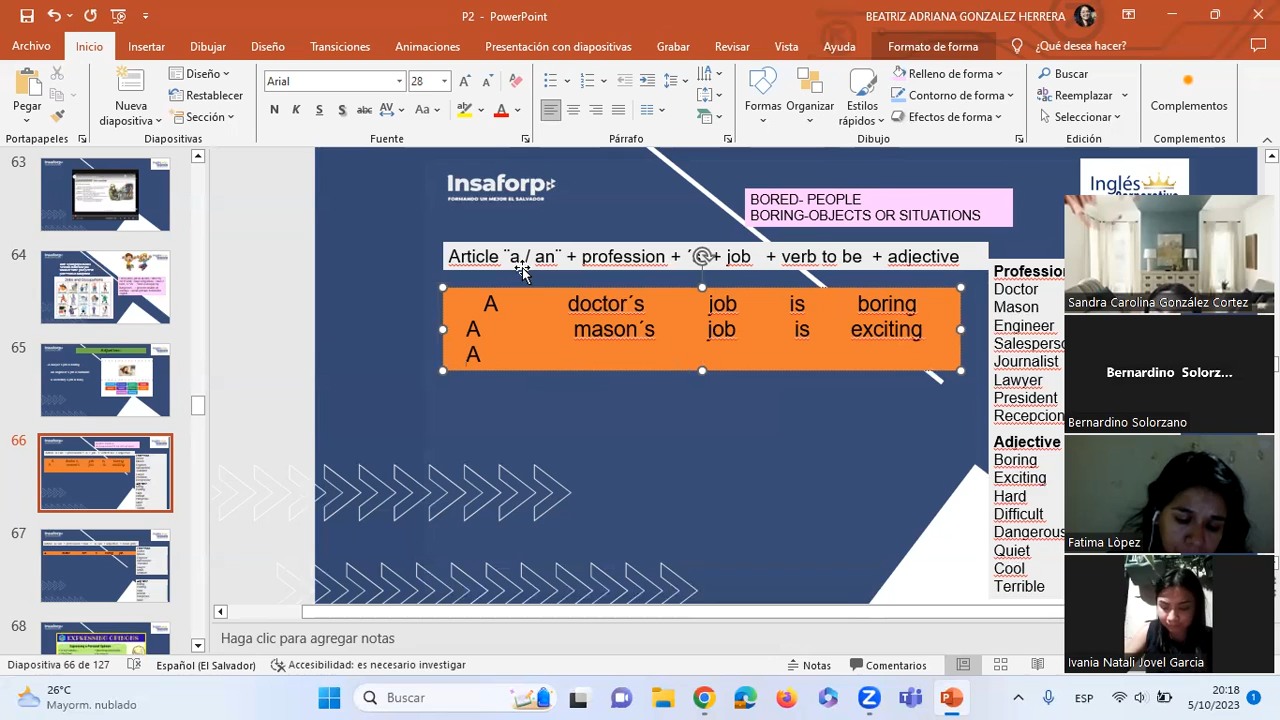 P2 - PowerPoint
BEATRIZ ADRIANA GONZALEZ HERRERA
Archivo Inicio Insertar Dibujar Diseño Transiciones Animaciones Presentación con diapositivas Grabar Revisar Vista Ayuda Formato de forma ¿Qué desea hacer?
Pegar
Portapapeles
Nueva diapositiva
Diseño
Restablecer
Sección
Diapositivas
Arial 28
N K S S abc AV Aa A
Fuente
Párrafo
Formas
Organizar
Estilos rápidos
Relleno de forma
Contorno de forma
Efectos de forma
Dibujo
Buscar
Reemplazar
Seleccionar
Edición
Complementos
Complementos
63
64
65
66
67
68
Insaforp
FORMANDO UN MEJOR EL SALVADOR
BORED- PEOPLE
BORING-OBJECTS OR SITUATIONS
Inglés
Article ¨a / an¨ + profession + ´ + job + verb to be + adjective
A doctor´s job is boring
A mason´s job is exciting
A
Doctor
Mason
Engineer
Journalist
Lawyer
President
Adjective
Boring
Exciting
Hard
Difficult
Quiet
Cool
Terrible
Sandra Carolina González Cortez
Bernardino Solorz...
Bernardino Solorzano
Fatima López
Ivania Natali Jovel Garcia
Haga clic para agregar notas
Diapositiva 66 de 127 Español (El Salvador) Accesibilidad: es necesario investigar Notas Comentarios
26°C
Mayorm. nublado
Buscar
ESP
20:18
5/10/2023